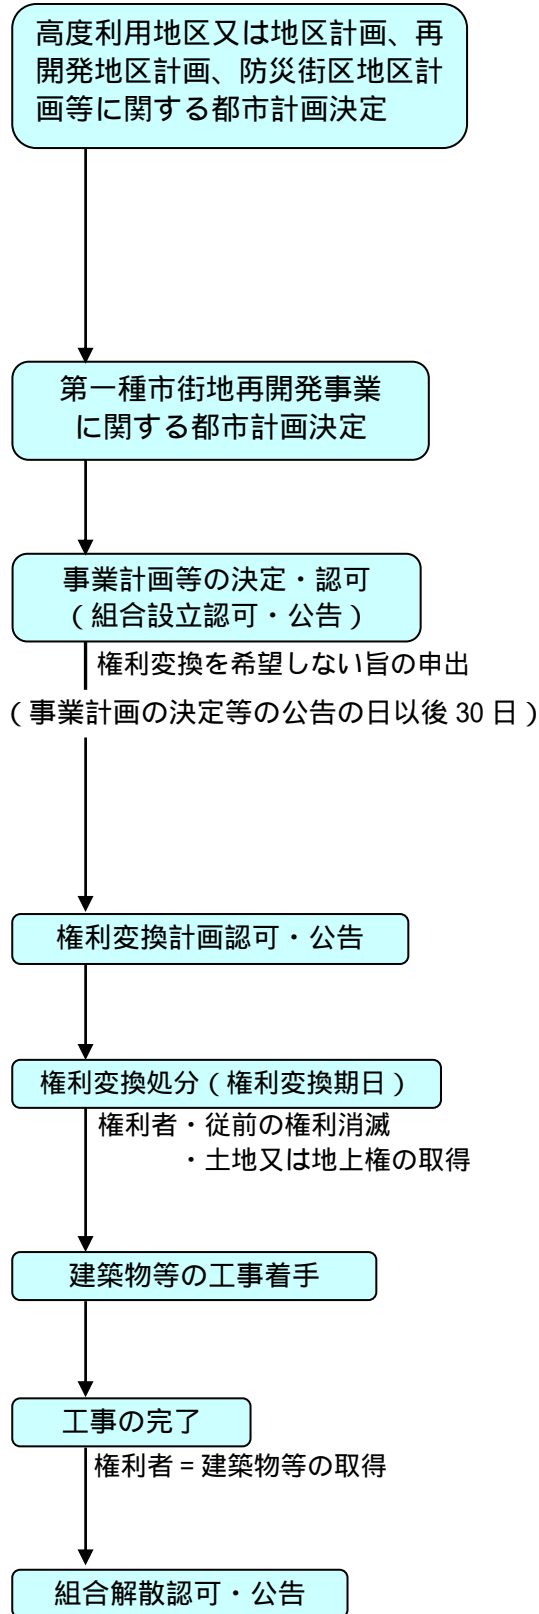 高度利用地区又は地区計画、再
開発地区計画、防災街区地区計
画等に関する都市計画決定
第一種市街地再開発事業
に関する都市計画決定
事業計画等の決定・認可
（組合設立認可・公告）
権利変換を希望しない旨の申出
（事業計画の決定等の公告の日以後 30 日）
権利変換計画認可・公告
権利変換処分（権利変換期日）
権利者・従前の権利消滅
・土地又は地上権の取得
建築物等の工事着手
工事の完了
権利者＝建築物等の取得
組合解散認可・公告